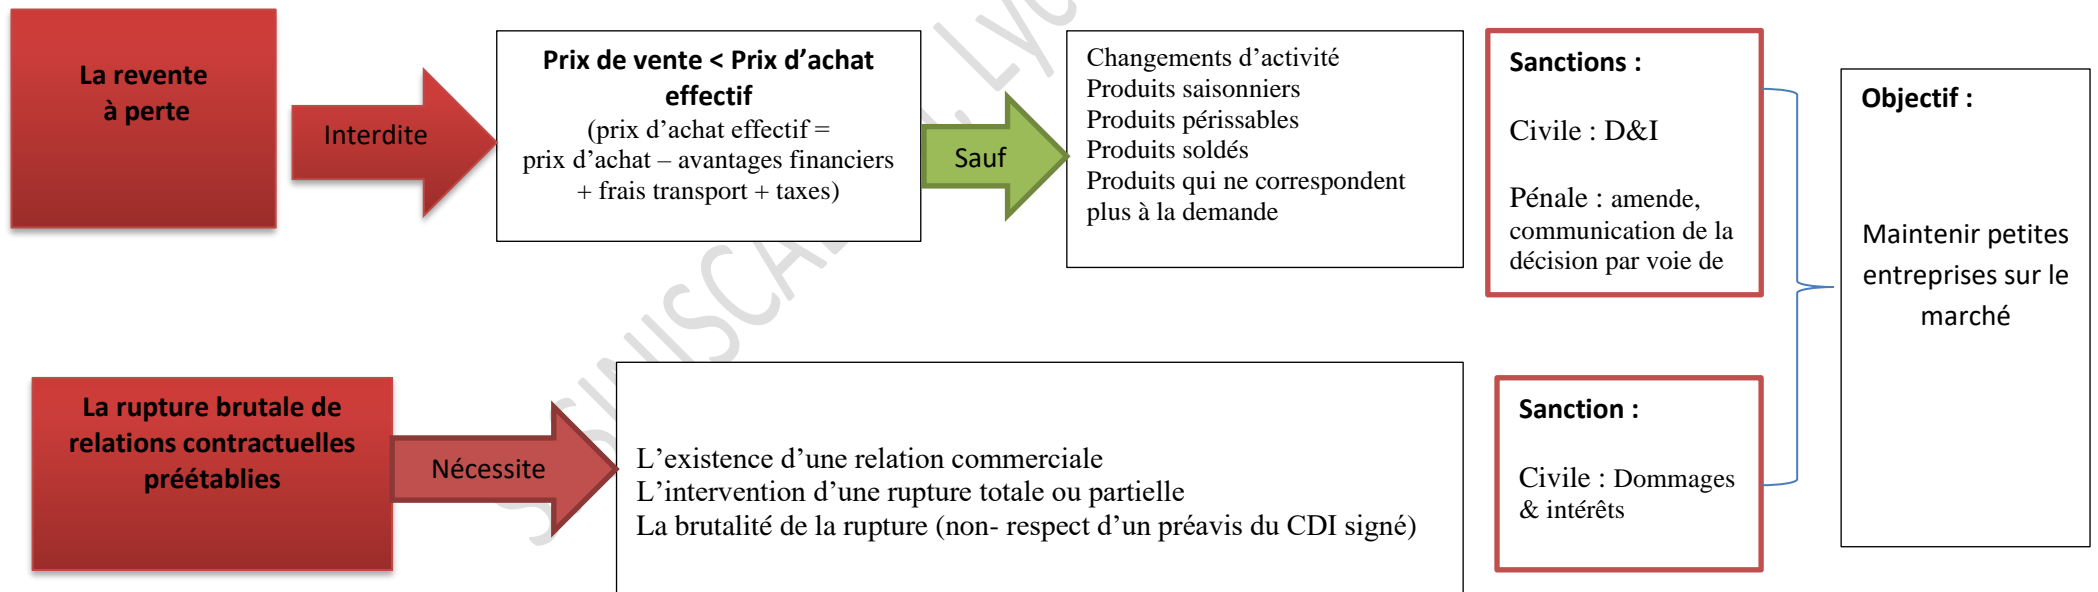 La revente
à perte
Interdite
Prix de vente < Prix d’achat
effectif
(prix d’achat effectif =
prix d’achat – avantages financiers
+ frais transport + taxes)
Sauf
Changements d’activité
Produits saisonniers
Produits périssables
Produits soldés
Produits qui ne correspondent
plus à la demande
Sanctions :
Civile : D&I
Pénale : amende,
communication de la
décision par voie de
Objectif :
Maintenir petites
entreprises sur le
marché
La rupture brutale de
relations contractuelles
préétablies
Nécessite
L’existence d’une relation commerciale
L’intervention d’une rupture totale ou partielle
La brutalité de la rupture (non- respect d’un préavis du CDI signé)
Sanction :
Civile : Dommages
& intérêts